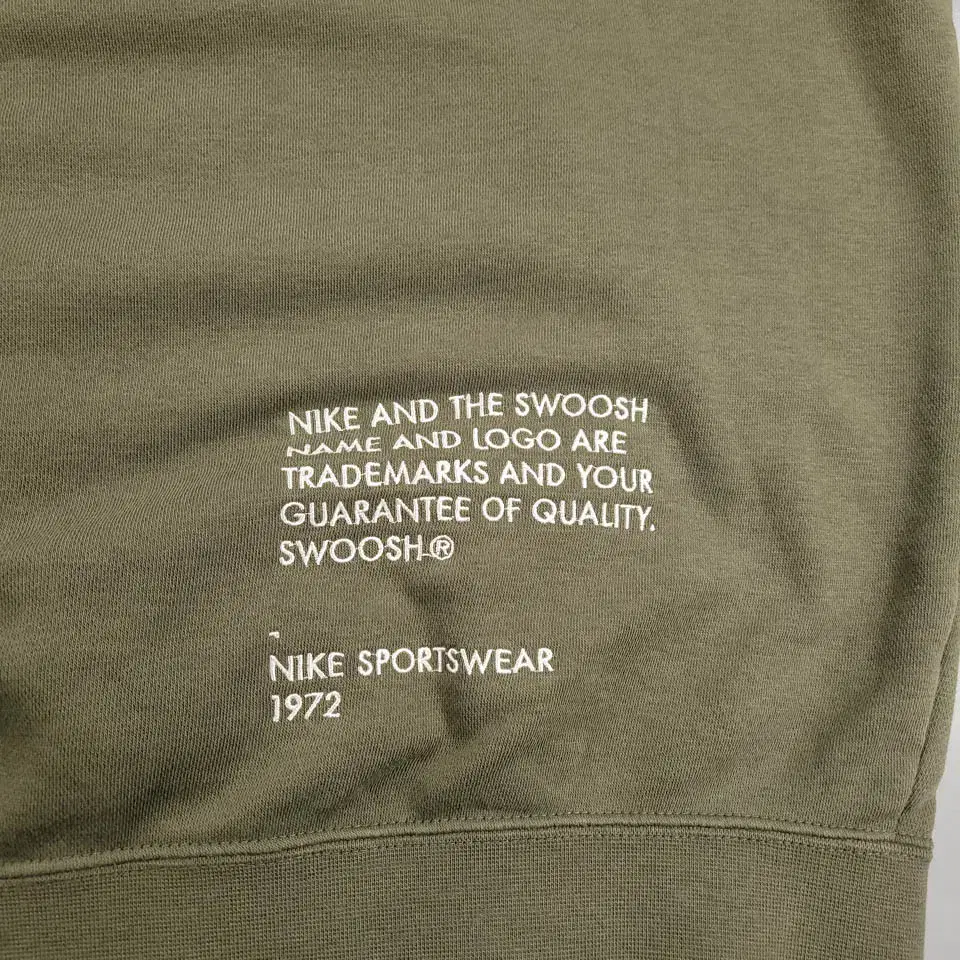 NIKE AND THE SWOOSH
NAME AND LOGO ARE
TRADEMARKS AND YOUR
GUARANTEE OF QUALITY.
SWOOSH®
NIKE SPORTSWEAR
1972